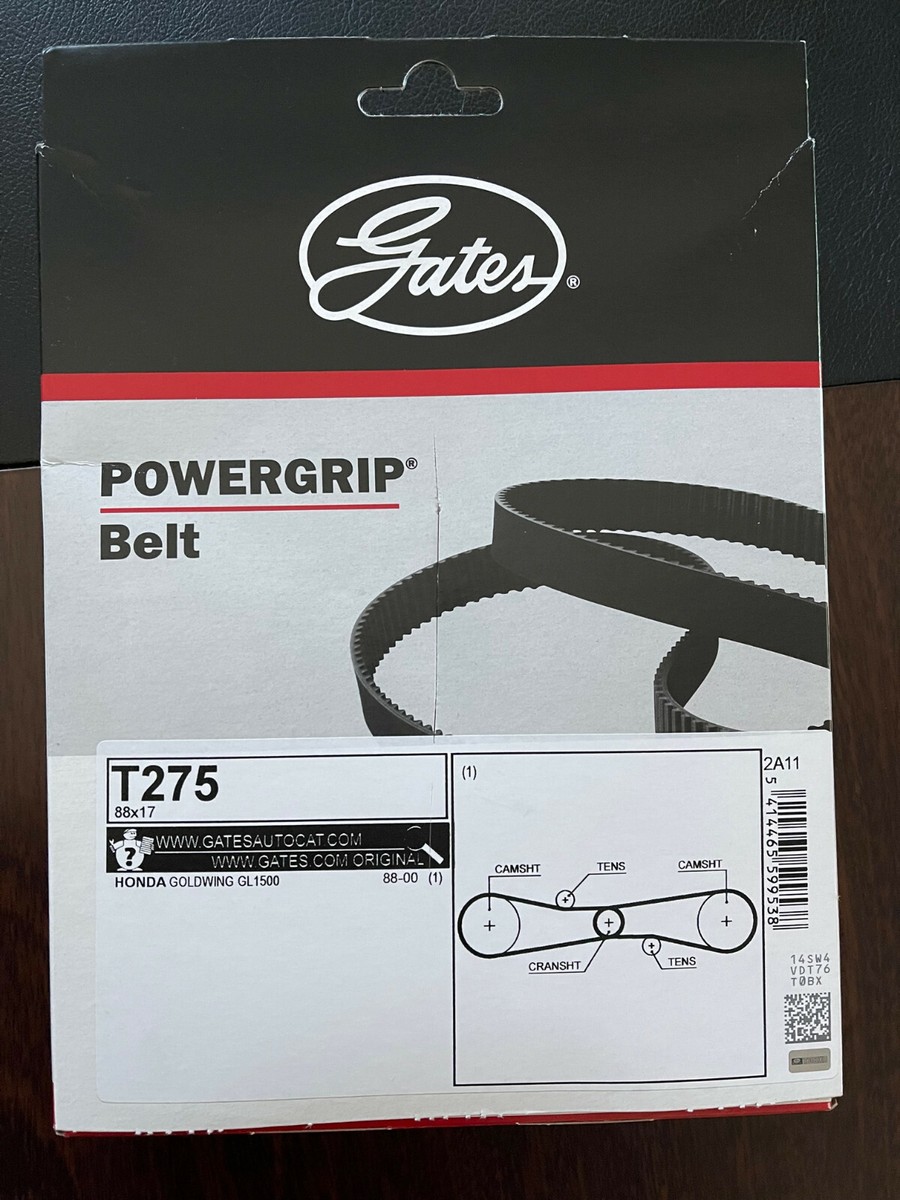 Gates®
POWERGRIP®
Belt
T275
88x17
WWW.GATESAUTOCAT.COM
WWW GATES.COM ORIGINAL
?
HONDA GOLDWING GL1500 88-00 (1)
(1)
CAMSHT
TENS
CAMSHT
CRANSHT
TENS
2A11
5 414465 599538
14SW4
VDT76
T0BX